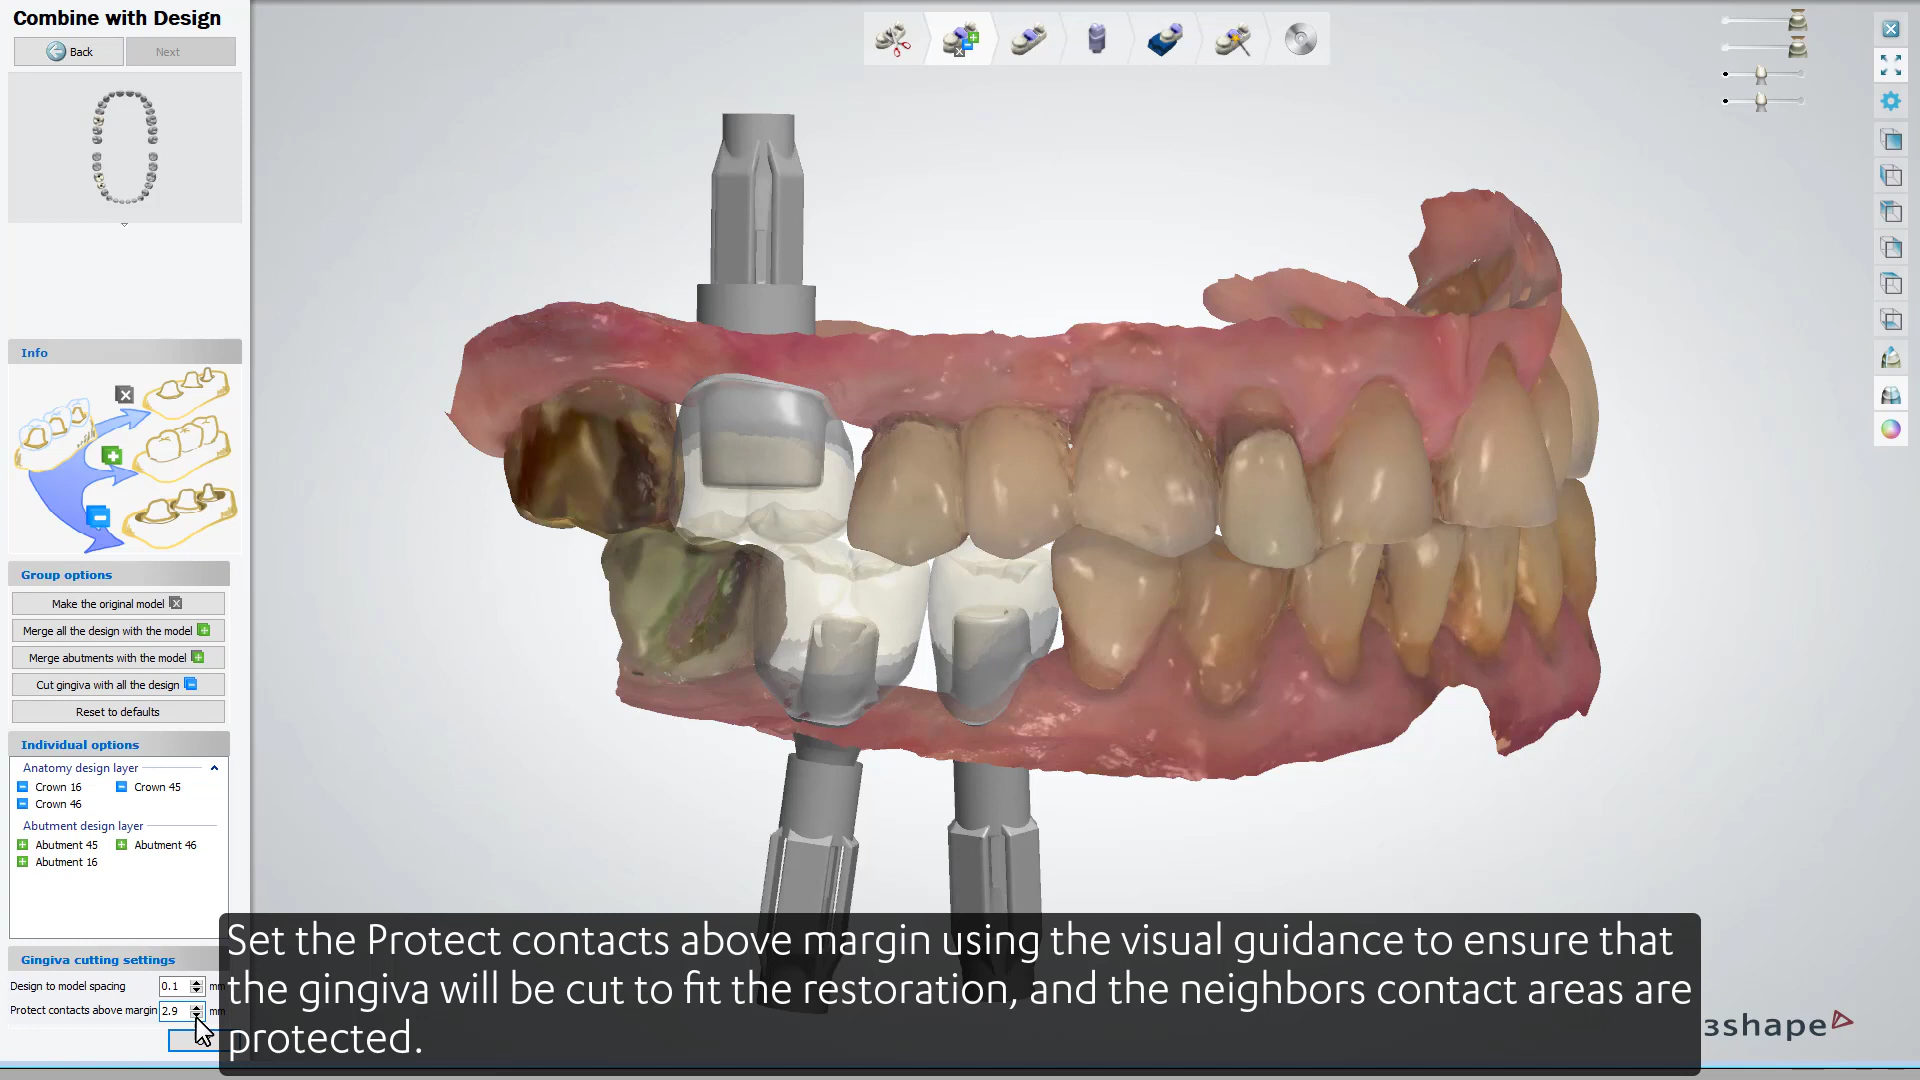 Combine with Design
Back
Next
Info
Group options
Make the original model
Merge all the design with the model
Merge abutments with the model
Cut gingiva with all the design
Reset to defaults
Individual options
Anatomy design layer
Crown 16
Crown 45
Crown 46
Abutment design layer
Abutment 45
Abutment 46
Abutment 16
Gingiva cutting settings
Design to model spacing 0.1 mm
Protect contacts above margin 2.9 mm
Set the Protect contacts above margin using the visual guidance to ensure that
the gingiva will be cut to fit the restoration, and the neighbors contact areas are
protected.
3shape